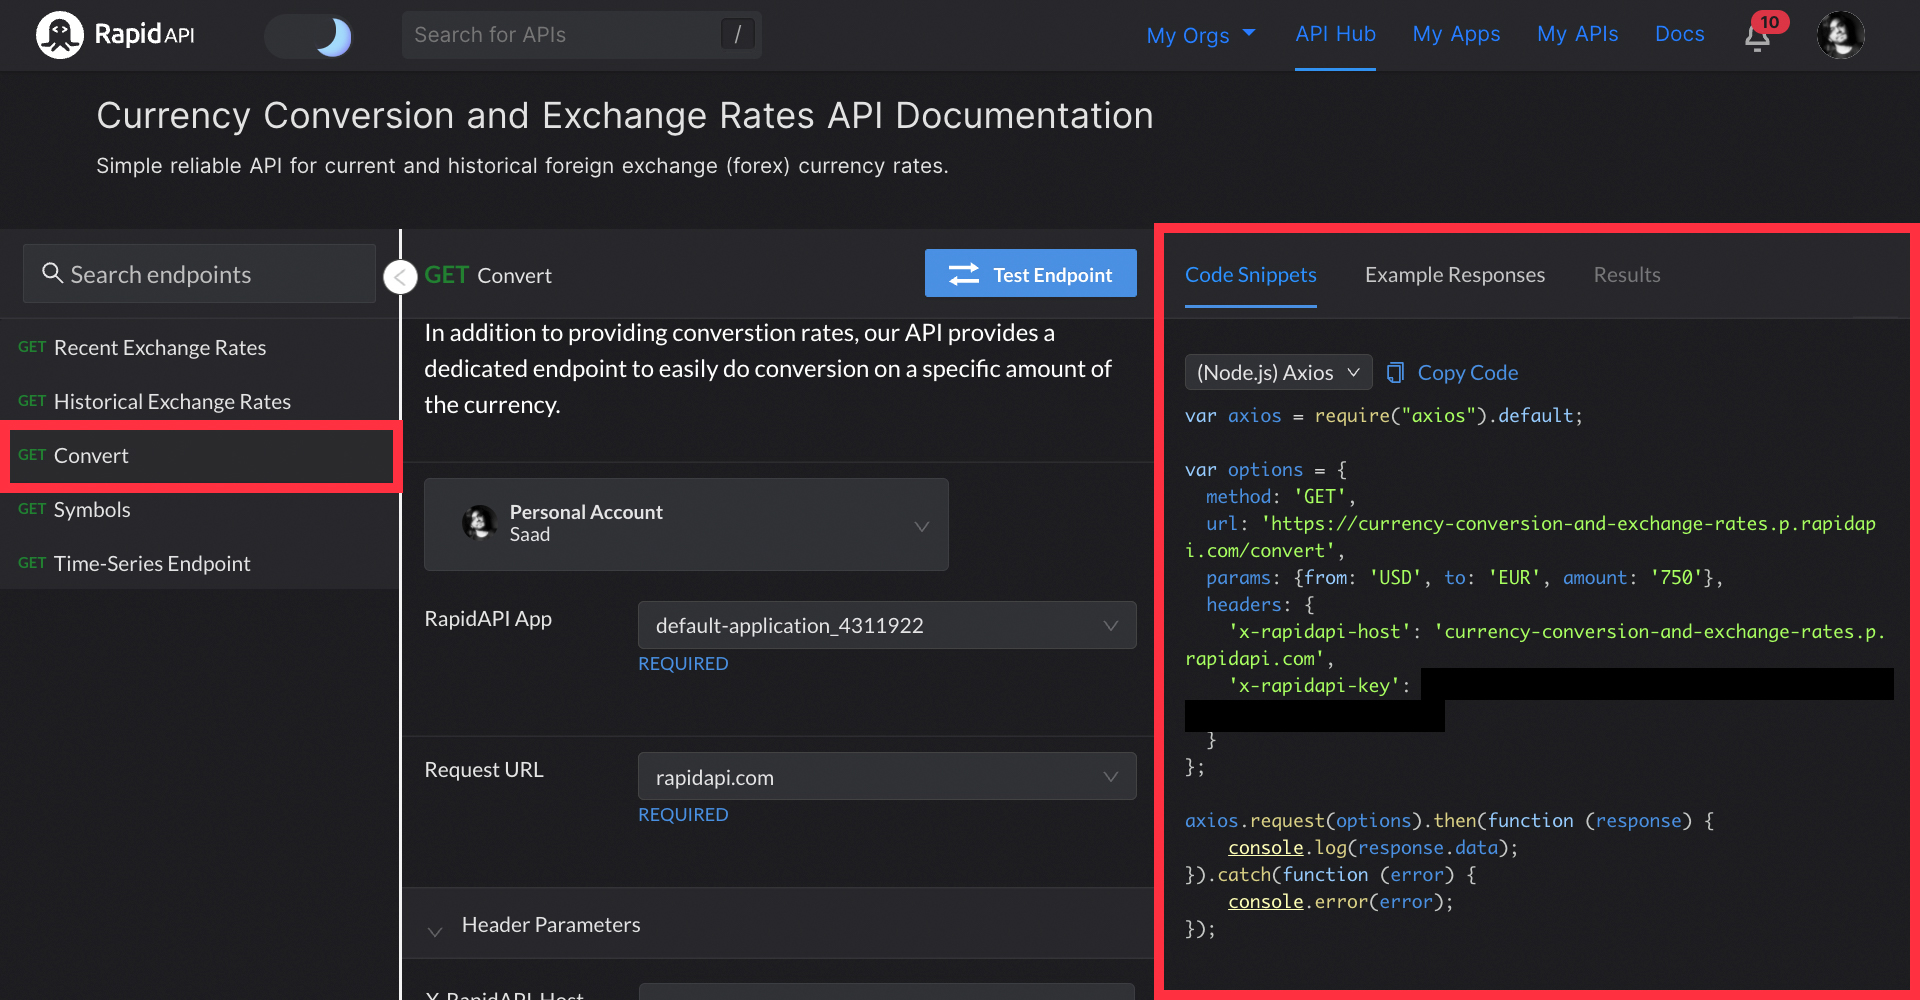 RapidAPI
Search for APIs
/
My Orgs
API Hub
My Apps
My APIs
Docs
10
Currency Conversion and Exchange Rates API Documentation
Simple reliable API for current and historical foreign exchange (forex) currency rates.
Search endpoints
GET Recent Exchange Rates
GET Historical Exchange Rates
GET Convert
GET Symbols
GET Time-Series Endpoint
GET Convert
Test Endpoint
In addition to providing converstion rates, our API provides a
dedicated endpoint to easily do conversion on a specific amount of
the currency.
Personal Account
Saad
RapidAPI App
default-application_4311922
REQUIRED
Request URL
rapidapi.com
REQUIRED
Header Parameters
X-RapidAPI-Host
Code Snippets
Example Responses
Results
(Node.js) Axios
Copy Code
var axios = require("axios").default;
var options = {
  method: 'GET',
  url: 'https://currency-conversion-and-exchange-rates.p.rapidap
i.com/convert',
  params: {from: 'USD', to: 'EUR', amount: '750'},
  headers: {
    'x-rapidapi-host': 'currency-conversion-and-exchange-rates.p.
rapidapi.com',
    'x-rapidapi-key':
  }
};
axios.request(options).then(function (response) {
    console.log(response.data);
}).catch(function (error) {
    console.error(error);
});